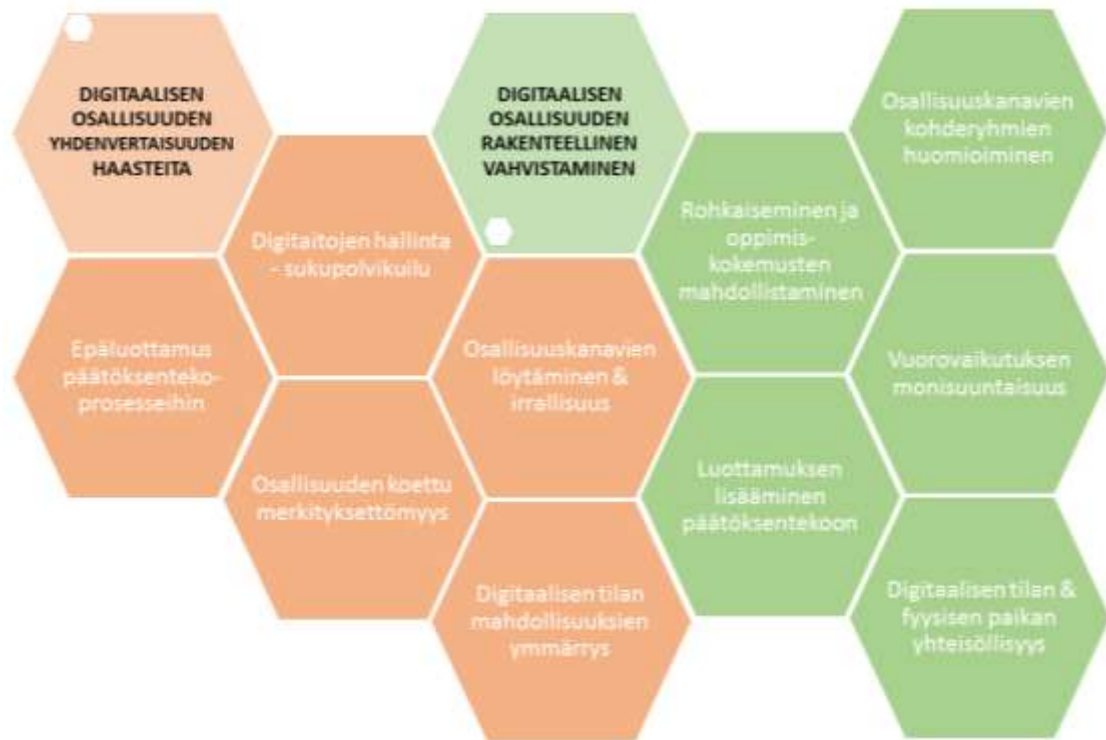 DIGITAALISEN
OSALLISUUDEN
YHDENVERTAISUUDEN
HAASTEITA
Epäluottamus
päätöksenteko-
prosesseihin
Digitaitojen hallinta
- sukupolvikuilu
Osallisuuden koettu
merkityksettömyys
DIGITAALISEN
OSALLISUUDEN
RAKENTEELLINEN
VAHVISTAMINEN
Osallisuuskanavien
löytäminen &
irrallisuus
Digitaalisen tilan
mahdollisuuksien
ymmärrys
Rohkaiseminen ja
oppimis-
kokemusten
mahdollistaminen
Luottamuksen
lisääminen
päätöksentekoon
Osallisuuskanavien
kohderyhmien
huomioiminen
Vuorovaikutuksen
monisuuntaisuus
Digitaalisen tilan &
fyysisen paikan
yhteisöllisyys